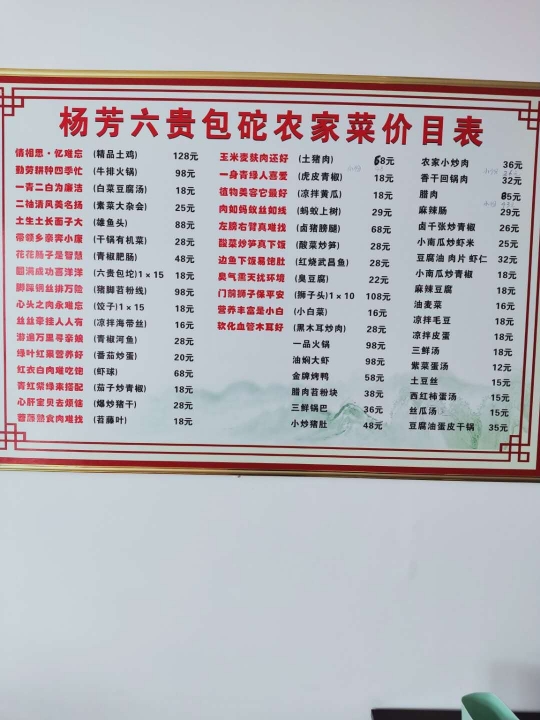 杨芳六贵包砣农家菜价目表
情相思·忆难忘 (精品土鸡) 128元
勤劳耕种四季忙 (牛排火锅) 98元
一青二白为廉洁 (白菜豆腐汤) 18元
二袖清风美名扬 (素菜大杂会) 25元
土生土长面子大 (雄鱼头) 88元
带领乡亲奔小康 (干锅有机菜) 28元
花花肠子是智慧 (青椒肥肠) 48元
圆满成功喜洋洋 (六贵包坨)1×15 18元
脚踩钢丝排万险 (猪脚苕粉线) 98元
心头之肉永难忘 (饺子)1×15 18元
丝丝牵挂人人有 (凉拌海带丝) 16元
游遍万里寻亲娘 (青椒河鱼) 28元
绿叶红果营养好 (番茄炒蛋) 20元
红衣白肉难吃饱 (虾球) 68元
青红紫绿来搭配 (茄子炒青椒) 18元
心肝宝贝去烦恼 (爆炒猪干) 28元
苕藤熟食肉难找 (苕藤叶) 18元
玉米麦麸肉还好 (土猪肉) 68元
一身青绿人喜爱 (虎皮青椒) 18元
植物美容它最好 (凉拌黄瓜) 18元
肉如蚂蚁丝如线 (蚂蚁上树) 29元
左膀右臂真难找 (卤猪膀腿) 68元
酸菜炒笋真下饭 (酸菜炒笋) 28元
边鱼下饭易饱肚 (红烧武昌鱼) 28元
臭气熏天扰环境 (臭豆腐) 22元
门前狮子保平安 (狮子头)1×10 108元
营养丰富是小白 (小白菜) 16元
软化血管木耳好 (黑木耳炒肉) 28元
一品火锅 98元
油焖大虾 98元
金牌烤鸭 58元
腊肉苕粉块 38元
三鲜锅巴 36元
小炒猪肚 48元
农家小炒肉 36元
香干回锅肉 32元
腊肉 65元
麻辣肠 29元
卤千张炒青椒 26元
小南瓜炒虾米 25元
豆腐油 肉片 虾仁 32元
小南瓜炒青椒 18元
麻辣豆腐 18元
油麦菜 16元
凉拌毛豆 18元
凉拌皮蛋 18元
三鲜汤 18元
紫菜蛋汤 12元
土豆丝 15元
西红柿蛋汤 15元
丝瓜汤 15元
豆腐油蛋皮干锅 35元